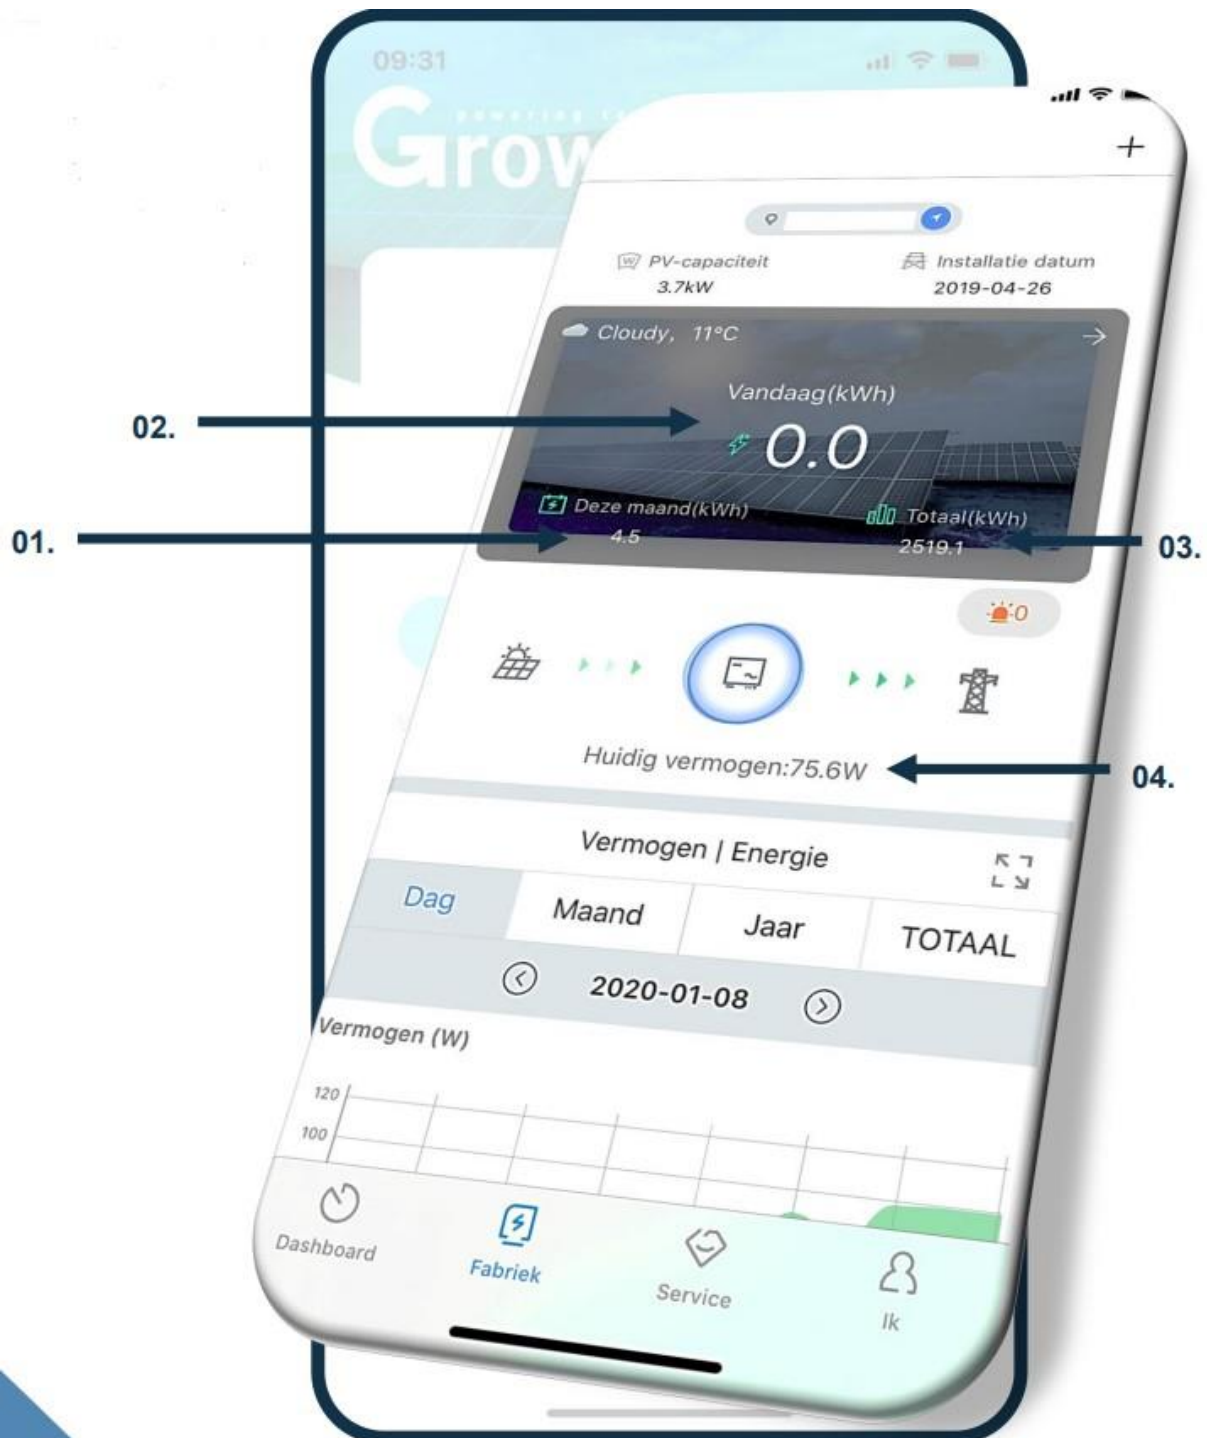 09:31
powering
Grow
PV-capaciteit
3.7kW
Installatie datum
2019-04-26
Cloudy, 11°C
Vandaag(kWh)
0.0
02.
Deze maand(kWh)
4.5
Totaal(kWh)
2519.1
01.
03.
0
Huidig vermogen:75.6W
04.
Vermogen | Energie
Dag
Maand
Jaar
TOTAAL
2020-01-08
Vermogen (W)
120
100
Dashboard
Fabriek
Service
Ik